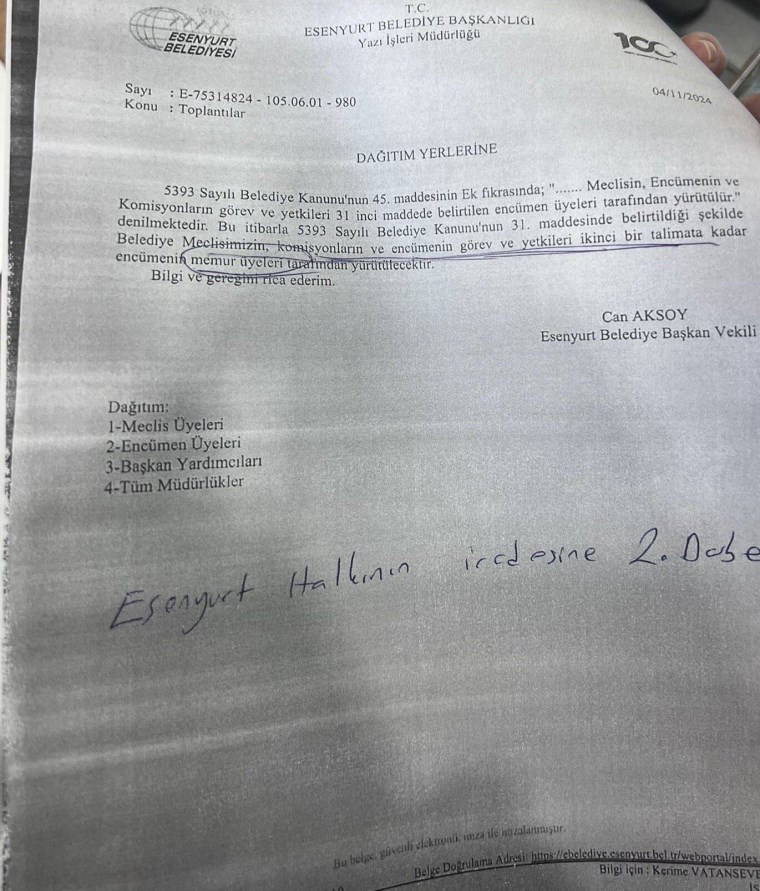 T.C.
ESENYURT BELEDİYE BAŞKANLIĞI
Yazı İşleri Müdürlüğü
ESENYURT
BELEDİYESİ
100
04/11/2024
Sayı : E-75314824 - 105.06.01 - 980
Konu : Toplantılar
DAĞITIM YERLERİNE
5393 Sayılı Belediye Kanunu'nun 45. maddesinin Ek fıkrasında; "....... Meclisin, Encümenin ve
Komisyonların görev ve yetkileri 31 inci maddede belirtilen encümen üyeleri tarafından yürütülür."
denilmektedir. Bu itibarla 5393 Sayılı Belediye Kanunu'nun 31. maddesinde belirtildiği şekilde
Belediye Meclisimizin, komisyonların ve encümenin görev ve yetkileri ikinci bir talimata kadar
encümenin memur üyeleri tarafından yürütülecektir.
Bilgi ve gereğini rica ederim.
Can AKSOY
Esenyurt Belediye Başkan Vekili
Dağıtım:
1-Meclis Üyeleri
2-Encümen Üyeleri
3-Başkan Yardımcıları
4-Tüm Müdürlükler
Esenyurt Halkının iradesine 2. Dabe
Bu belge, güvenli elektronik imza ile imzalanmıştır.
Belge Doğrulama Adresi: https://ebelediye.esenyurt.bel.tr/webportal/index
Bilgi için : Kerime VATANSEVE